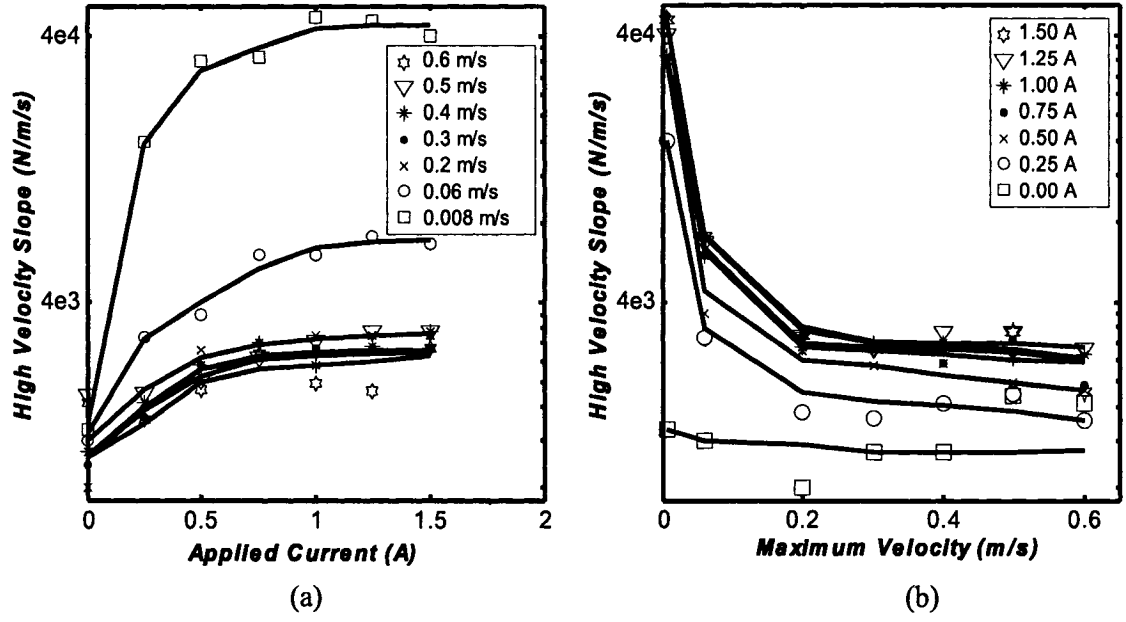 4e4
4e3
High Velocity Slope (N/m/s)
0.6 m/s
0.5 m/s
0.4 m/s
0.3 m/s
0.2 m/s
0.06 m/s
0.008 m/s
0 0.5 1 1.5 2
Applied Current (A)
(a)
4e4
4e3
High Velocity Slope (N/m/s)
1.50 A
1.25 A
1.00 A
0.75 A
0.50 A
0.25 A
0.00 A
0 0.2 0.4 0.6
Maximum Velocity (m/s)
(b)